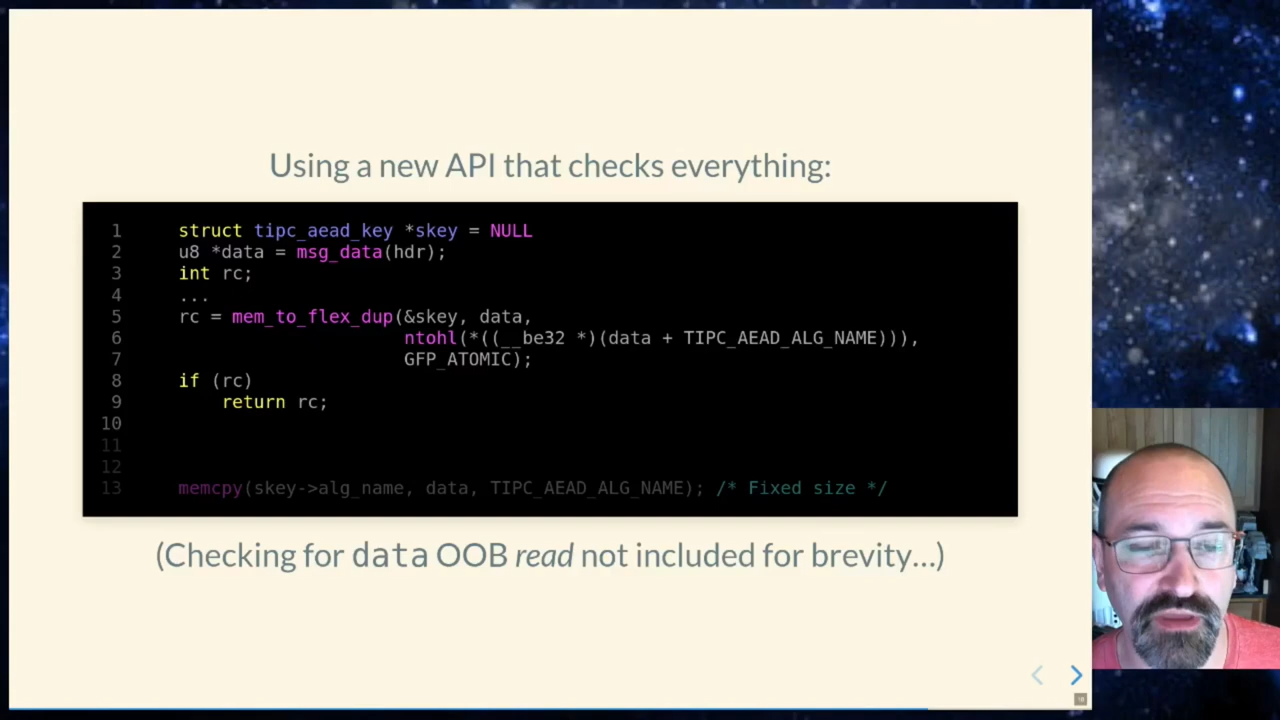 Using a new API that checks everything:
1 struct tipc_aead_key *skey = NULL
2 u8 *data = msg_data(hdr);
3 int rc;
4 ...
5 rc = mem_to_flex_dup(&skey, data,
6 ntohl(*((__be32 *)(data + TIPC_AEAD_ALG_NAME))),
7 GFP_ATOMIC);
8 if (rc)
9 return rc;
10
11
12
13 memcpy(skey->alg_name, data, TIPC_AEAD_ALG_NAME); /* Fixed size */
(Checking for data OOB read not included for brevity...)